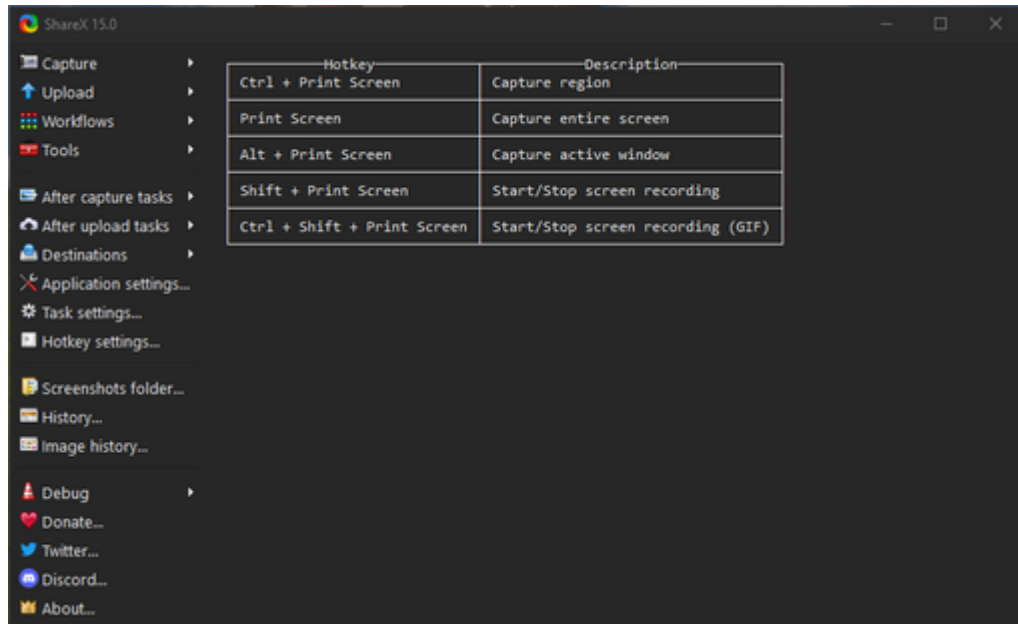 ShareX 15.0
Capture
Upload
Workflows
Tools
After capture tasks
After upload tasks
Destinations
Application settings...
Task settings...
Hotkey settings...
Screenshots folder...
History...
Image history...
Debug
Donate...
Twitter...
Discord...
About...
Hotkey Description
Ctrl + Print Screen Capture region
Print Screen Capture entire screen
Alt + Print Screen Capture active window
Shift + Print Screen Start/Stop screen recording
Ctrl + Shift + Print Screen Start/Stop screen recording (GIF)